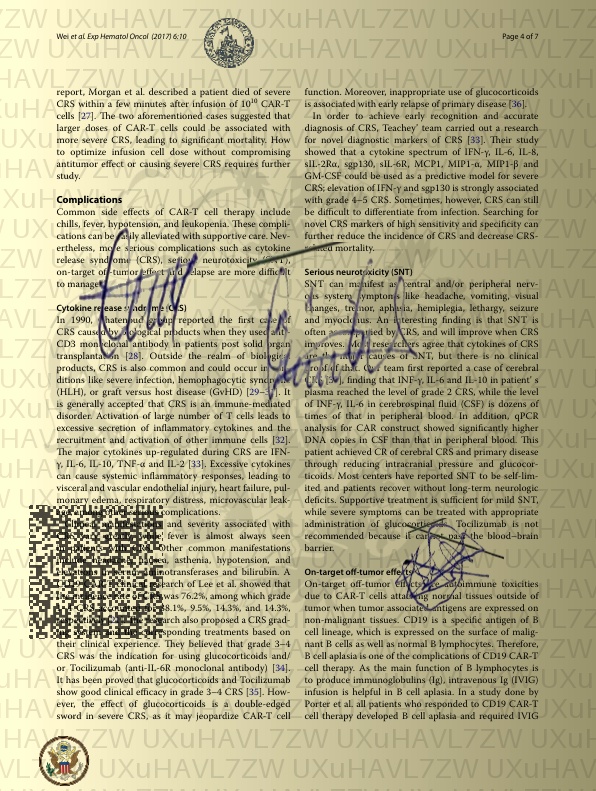 UXuHAVL7ZW UXuHAVL7ZW UXuHAVL7ZW
Wei et al. Exp Hematol Oncol (2017) 6:10
Page 4 of 7
report, Morgan et al. described a patient died of severe
CRS within a few minutes after infusion of 10¹⁰ CAR-T
cells [27]. The two aforementioned cases suggested that
larger doses of CAR-T cells could be associated with
more severe CRS, leading to significant mortality. How
to optimize infusion cell dose without compromising
antitumor effect or causing severe CRS requires further
study.
Complications
Common side effects of CAR-T cell therapy include
chills, fever, hypotension, and leukopenia. These compli-
cations can be easily alleviated with supportive care. Nev-
ertheless, more serious complications such as cytokine
release syndrome (CRS), serious neurotoxicity
on-target of-tumor effect and relapse are more difficult
to manage
Cytokine release syndrome (CRS)
In 1990, Chatenoud group reported the first case of
CRS caused by biological products when they used
CD3 monoclonal antibody in patients post solid organ
transplantation [28]. Outside the realm of biological
products, CRS is also common and could occur in con-
ditions like severe infection, hemophagocytic syndrome
(HLH), or graft versus host disease (GvHD) [29–31]. It
is generally accepted that CRS is an immune-mediated
disorder. Activation of large number of T cells leads to
excessive secretion of inflammatory cytokines and the
recruitment and activation of other immune cells [32].
The major cytokines up-regulated during CRS are IFN-
γ, IL-6, IL-10, TNF-α and IL-2 [33]. Excessive cytokines
can cause systemic inflammatory responses, leading to
visceral and vascular endothelial injury, heart failure, pul-
monary edema, respiratory distress, microvascular leak-
complications.
and severity associated with
fever is almost always seen
Other common manifestations
asthenia, hypotension, and
aminotransferases and bilirubin. A
research of Lee et al. showed that
was 76.2%, among which grade
38.1%, 9.5%, 14.3%, and 14.3%,
research also proposed a CRS grad-
corresponding treatments based on
their clinical experience. They believed that grade 3–4
CRS was the indication for using glucocorticoids and/
or Tocilizumab (anti-IL-6R monoclonal antibody) [34].
It has been proved that glucocorticoids and Tocilizumab
show good clinical efficacy in grade 3–4 CRS [35]. How-
ever, the effect of glucocorticoids is a double-edged
sword in severe CRS, as it may jeopardize CAR-T cell
function. Moreover, inappropriate use of glucocorticoids
is associated with early relapse of primary disease [36].
In order to achieve early recognition and accurate
diagnosis of CRS, Teachey' team carried out a research
for novel diagnostic markers of CRS [33]. Their study
showed that a cytokine spectrum of IFN-γ, IL-6, IL-8,
sIL-2Rα, sgp130, sIL-6R, MCP1, MIP1-α, MIP1-β and
GM-CSF could be used as a predictive model for severe
CRS; elevation of IFN-γ and sgp130 is strongly associated
with grade 4–5 CRS. Sometimes, however, CRS can still
be difficult to differentiate from infection. Searching for
novel CRS markers of high sensitivity and specificity can
further reduce the incidence of CRS and decrease CRS-
related mortality.
Serious neurotoxicity (SNT)
SNT can manifest as central and/or peripheral nerv-
ous system symptoms like headache, vomiting, visual
changes, tremor, aphasia, hemiplegia, lethargy, seizure
and myoclonus. An interesting finding is that SNT is
often accompanied by CRS, and will improve when CRS
improves. Most researchers agree that cytokines of CRS
are the main causes of SNT, but there is no clinical
proof of that. Our team first reported a case of cerebral
finding that INF-γ, IL-6 and IL-10 in patient' s
plasma reached the level of grade 2 CRS, while the level
of INF-γ, IL-6 in cerebrospinal fluid (CSF) is dozens of
times of that in peripheral blood. In addition, qPCR
analysis for CAR construct showed significantly higher
DNA copies in CSF than that in peripheral blood. This
patient achieved CR of cerebral CRS and primary disease
through reducing intracranial pressure and glucocor-
ticoids. Most centers have reported SNT to be self-lim-
ited and patients recover without long-term neurologic
deficits. Supportive treatment is sufficient for mild SNT,
while severe symptoms can be treated with appropriate
administration of glucocorticoids. Tocilizumab is not
recommended because it cannot pass the blood–brain
barrier.
On-target off-tumor effects
On-target off-tumor effects are autoimmune toxicities
due to CAR-T cells attacking normal tissues outside of
tumor when tumor associated antigens are expressed on
non-malignant tissues. CD19 is a specific antigen of B
cell lineage, which is expressed on the surface of malig-
nant B cells as well as normal B lymphocytes. Therefore,
B cell aplasia is one of the complications of CD19 CAR-T
cell therapy. As the main function of B lymphocytes is
to produce immunoglobulins (Ig), intravenous Ig (IVIG)
infusion is helpful in B cell aplasia. In a study done by
Porter et al, all patients who responded to CD19 CAR-T
cell therapy developed B cell aplasia and required IVIG